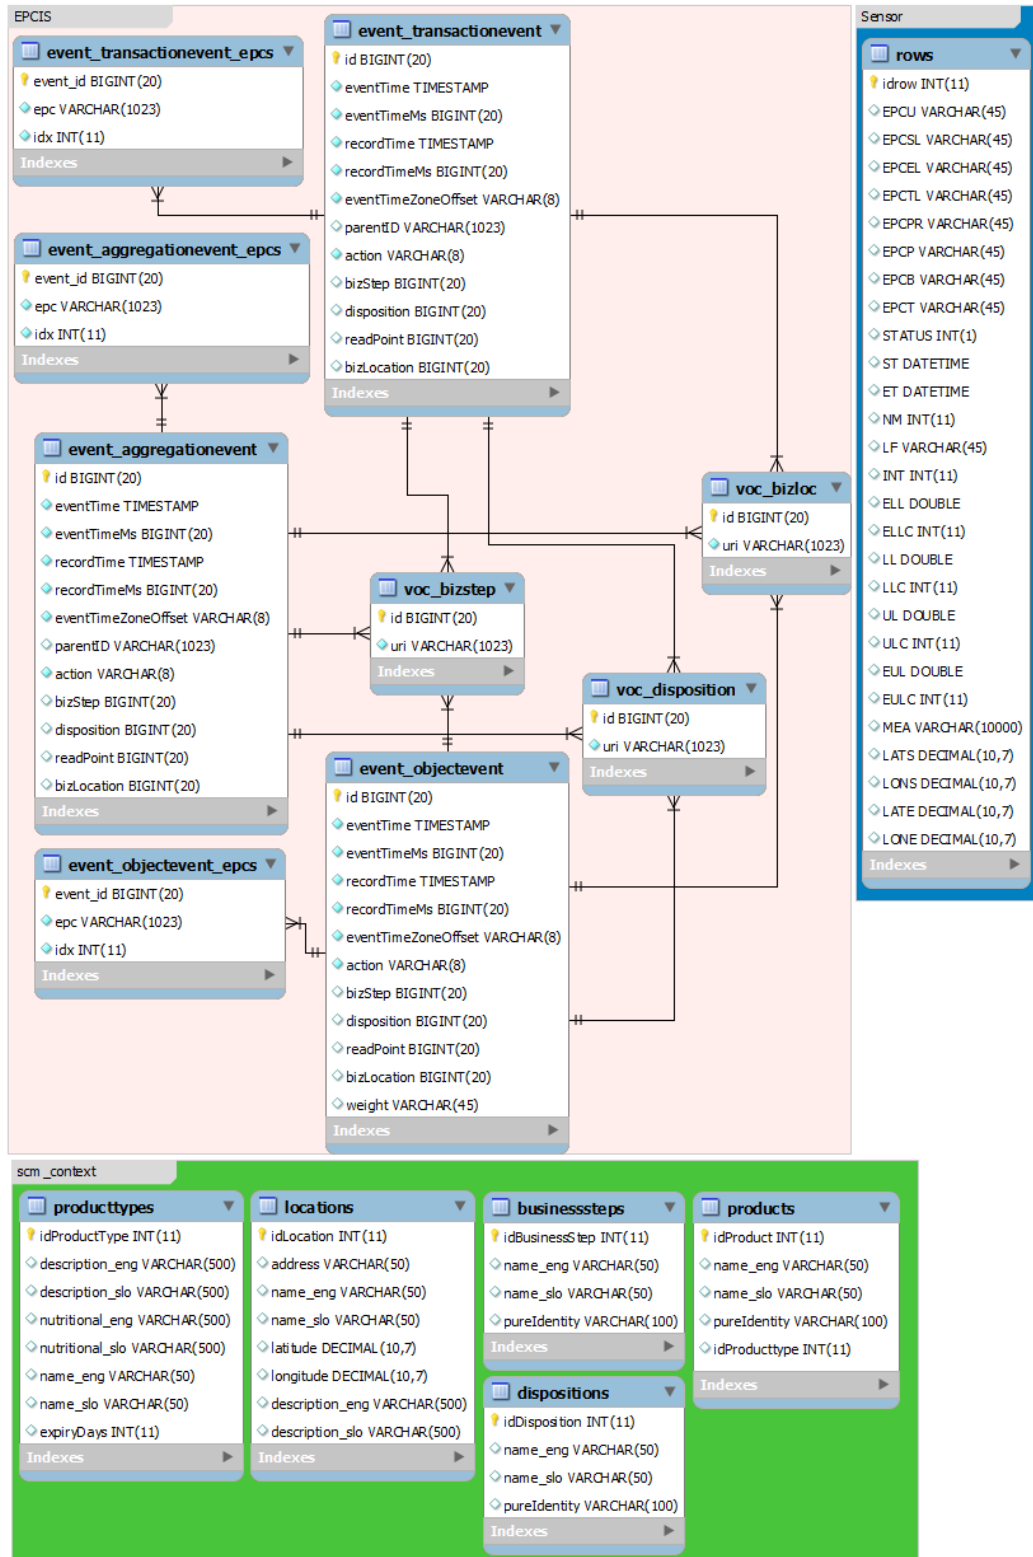 EPCIS
event_transactionevent_epcs
event_id BIGINT(20)
epc VARCHAR(1023)
idx INT(11)
Indexes
event_transactionevent
id BIGINT(20)
eventTime TIMESTAMP
eventTimeMs BIGINT(20)
recordTime TIMESTAMP
recordTimeMs BIGINT(20)
eventTimeZoneOffset VARCHAR(8)
parentID VARCHAR(1023)
action VARCHAR(8)
bizStep BIGINT(20)
disposition BIGINT(20)
readPoint BIGINT(20)
bizLocation BIGINT(20)
Indexes
event_aggregationevent_epcs
event_id BIGINT(20)
epc VARCHAR(1023)
idx INT(11)
Indexes
event_aggregationevent
id BIGINT(20)
eventTime TIMESTAMP
eventTimeMs BIGINT(20)
recordTime TIMESTAMP
recordTimeMs BIGINT(20)
eventTimeZoneOffset VARCHAR(8)
parentID VARCHAR(1023)
action VARCHAR(8)
bizStep BIGINT(20)
disposition BIGINT(20)
readPoint BIGINT(20)
bizLocation BIGINT(20)
Indexes
voc_bizloc
id BIGINT(20)
uri VARCHAR(1023)
Indexes
voc_bizstep
id BIGINT(20)
uri VARCHAR(1023)
Indexes
voc_disposition
id BIGINT(20)
uri VARCHAR(1023)
Indexes
event_objectevent
id BIGINT(20)
eventTime TIMESTAMP
eventTimeMs BIGINT(20)
recordTime TIMESTAMP
recordTimeMs BIGINT(20)
eventTimeZoneOffset VARCHAR(8)
action VARCHAR(8)
bizStep BIGINT(20)
disposition BIGINT(20)
readPoint BIGINT(20)
bizLocation BIGINT(20)
weight VARCHAR(45)
Indexes
event_objectevent_epcs
event_id BIGINT(20)
epc VARCHAR(1023)
idx INT(11)
Indexes
Sensor
rows
idrow INT(11)
EPCU VARCHAR(45)
EPCSL VARCHAR(45)
EPCEL VARCHAR(45)
EPCTL VARCHAR(45)
EPCPR VARCHAR(45)
EPCP VARCHAR(45)
EPCB VARCHAR(45)
EPCT VARCHAR(45)
STATUS INT(1)
ST DATETIME
ET DATETIME
NM INT(11)
LF VARCHAR(45)
INT INT(11)
ELL DOUBLE
ELLC INT(11)
LL DOUBLE
LLC INT(11)
UL DOUBLE
ULC INT(11)
EUL DOUBLE
EULC INT(11)
MEA VARCHAR(10000)
LATS DECIMAL(10,7)
LONS DECIMAL(10,7)
LATE DECIMAL(10,7)
LONE DECIMAL(10,7)
Indexes
scm_context
producttypes
idProductType INT(11)
description_eng VARCHAR(500)
description_slo VARCHAR(500)
nutritional_eng VARCHAR(500)
nutritional_slo VARCHAR(500)
name_eng VARCHAR(50)
name_slo VARCHAR(50)
expiryDays INT(11)
Indexes
locations
idLocation INT(11)
address VARCHAR(50)
name_eng VARCHAR(50)
name_slo VARCHAR(50)
latitude DECIMAL(10,7)
longitude DECIMAL(10,7)
description_eng VARCHAR(500)
description_slo VARCHAR(500)
Indexes
businesssteps
idBusinessStep INT(11)
name_eng VARCHAR(50)
name_slo VARCHAR(50)
pureIdentity VARCHAR(100)
Indexes
dispositions
idDisposition INT(11)
name_eng VARCHAR(50)
name_slo VARCHAR(50)
pureIdentity VARCHAR(100)
Indexes
products
idProduct INT(11)
name_eng VARCHAR(50)
name_slo VARCHAR(50)
pureIdentity VARCHAR(100)
idProducttype INT(11)
Indexes